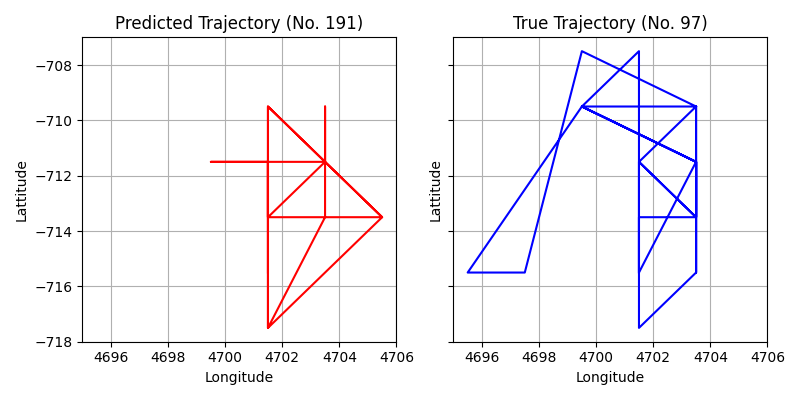 Predicted Trajectory (No. 191)
True Trajectory (No. 97)
Lattitude
−708
−710
−712
−714
−716
−718
4696 4698 4700 4702 4704 4706
Longitude
Lattitude
4696 4698 4700 4702 4704 4706
Longitude